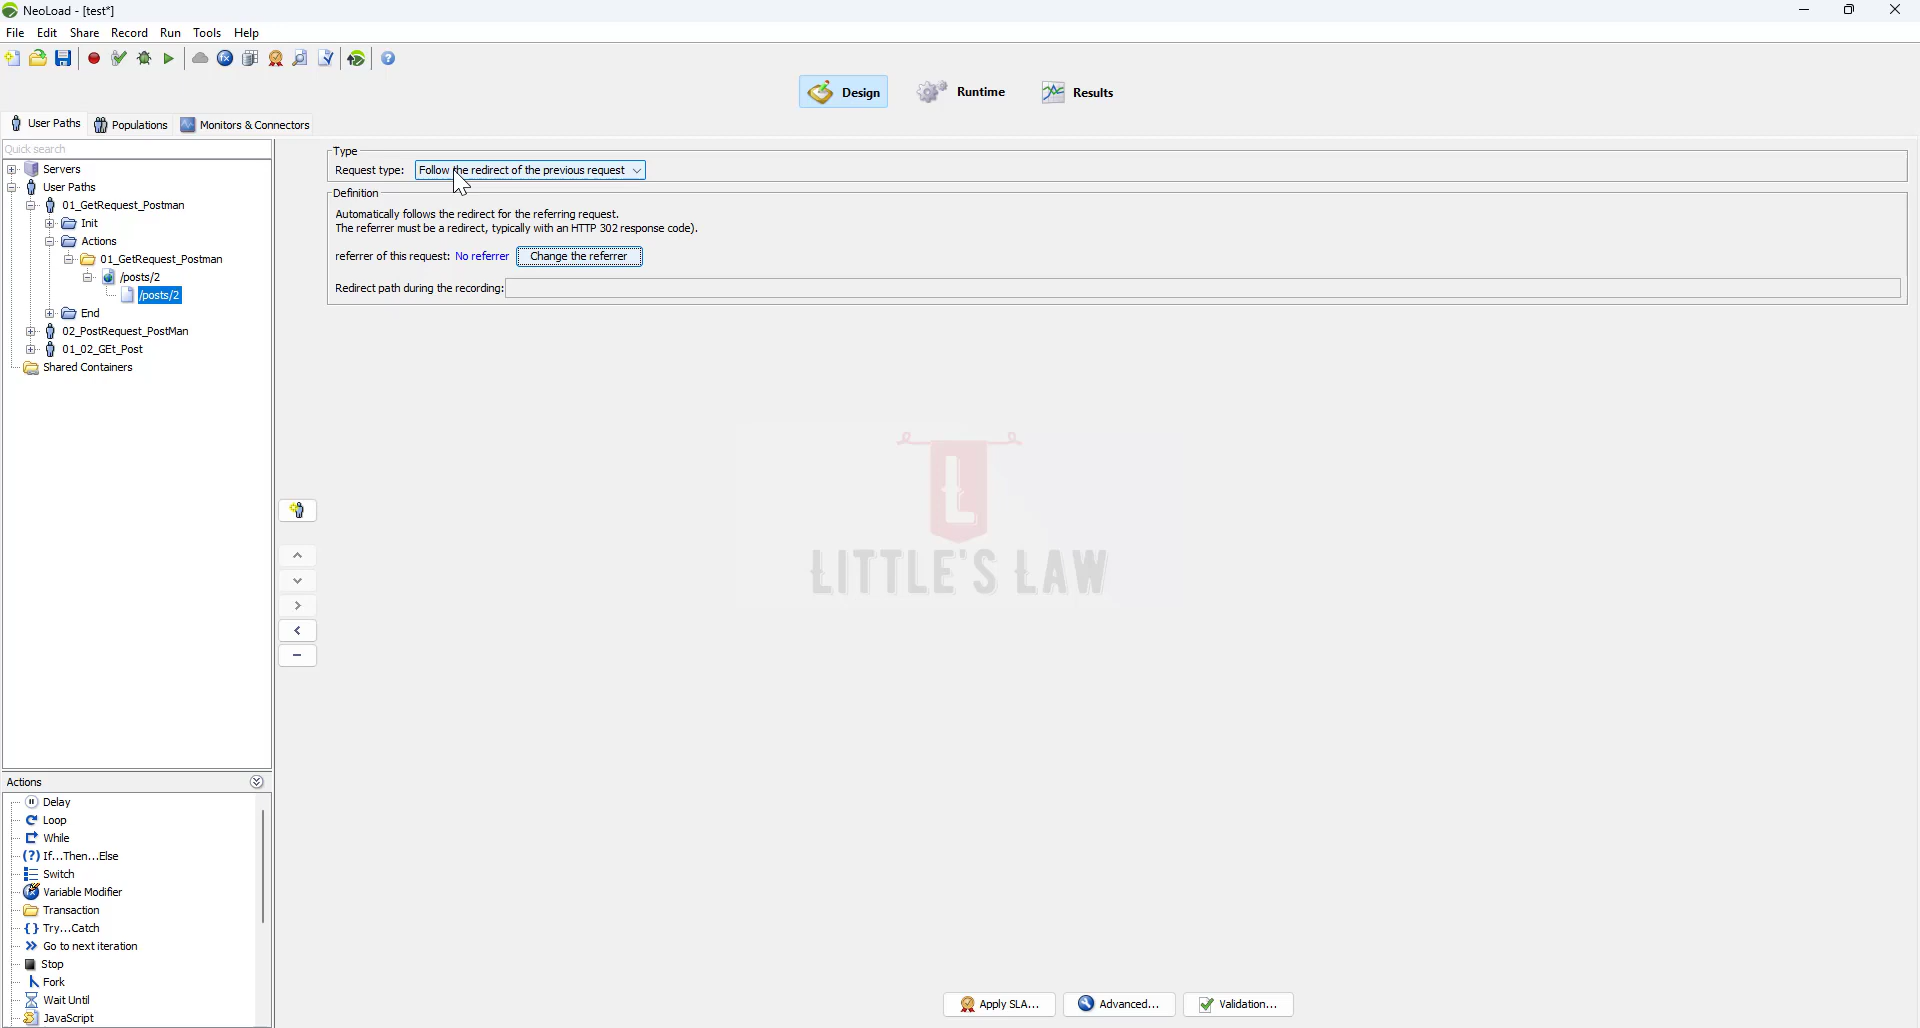 NeoLoad - [test*]
File Edit Share Record Run Tools Help
Design Runtime Results
User Paths Populations Monitors & Connectors
Quick search
Servers
User Paths
01_GetRequest_Postman
Init
Actions
01_GetRequest_Postman
/posts/2
/posts/2
End
02_PostRequest_PostMan
01_02_GEt_Post
Shared Containers
Type
Request type: Follow the redirect of the previous request
Definition
Automatically follows the redirect for the referring request.
The referrer must be a redirect, typically with an HTTP 302 response code).
referrer of this request: No referrer Change the referrer
Redirect path during the recording:
L
LITTLE'S LAW
Actions
Delay
Loop
While
If...Then...Else
Switch
Variable Modifier
Transaction
Try...Catch
Go to next iteration
Stop
Fork
Wait Until
JavaScript
Apply SLA... Advanced... Validation...